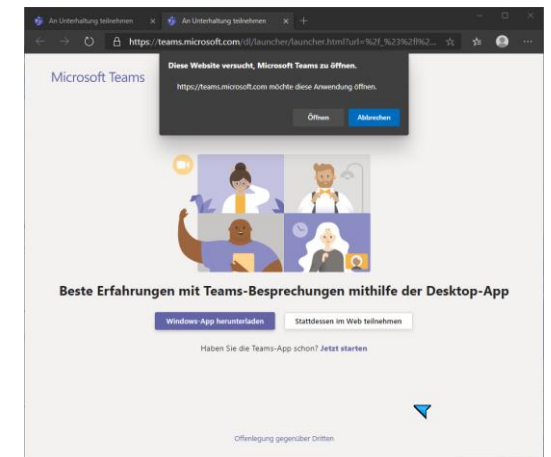 An Unterhaltung teilnehmen
An Unterhaltung teilnehmen
https://teams.microsoft.com/dl/launcher/launcher.html?url=%2f_%23%2fl%2...
Diese Website versucht, Microsoft Teams zu öffnen.
https://teams.microsoft.com möchte diese Anwendung öffnen.
Öffnen Abbrechen
Microsoft Teams
Beste Erfahrungen mit Teams-Besprechungen mithilfe der Desktop-App
Windows-App herunterladen Stattdessen im Web teilnehmen
Haben Sie die Teams-App schon? Jetzt starten
Offenlegung gegenüber Dritten